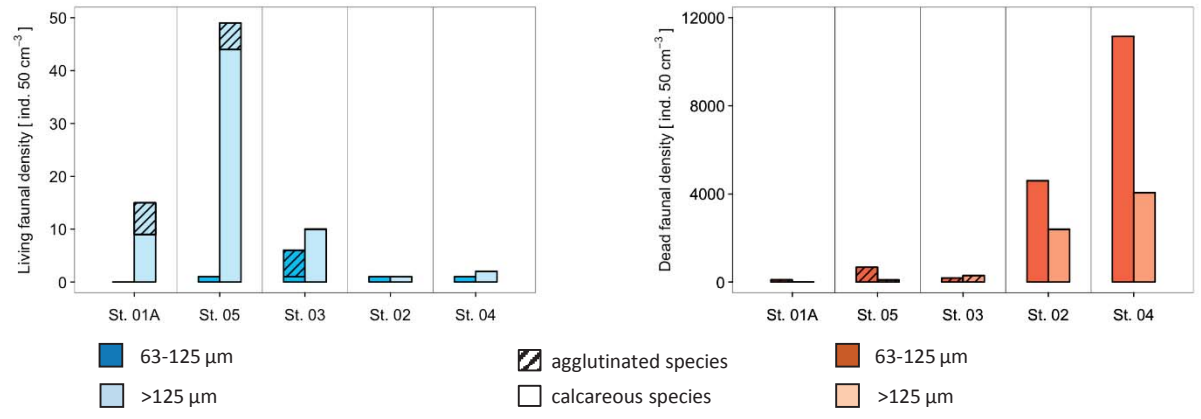 Living faunal density [ ind. 50 cm⁻³ ]
50
40
30
20
10
0
St. 01A
St. 05
St. 03
St. 02
St. 04
Dead faunal density [ ind. 50 cm⁻³ ]
12000
8000
4000
0
St. 01A
St. 05
St. 03
St. 02
St. 04
63-125 µm
>125 µm
agglutinated species
calcareous species
63-125 µm
>125 µm